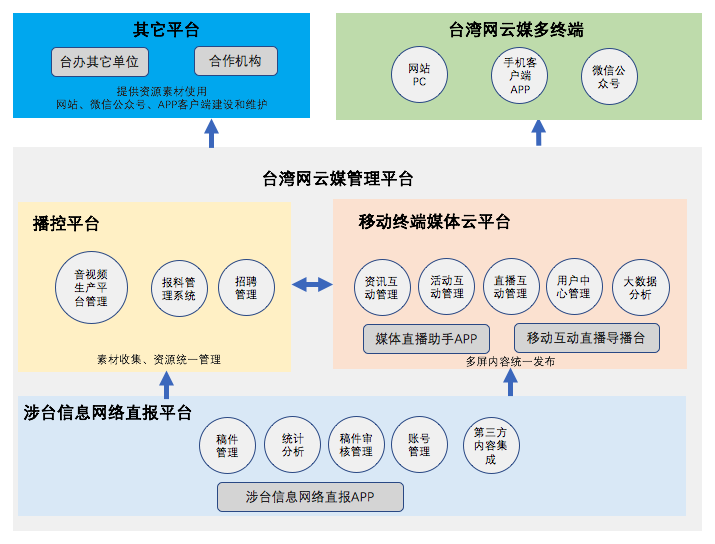 其它平台
台办其它单位
合作机构
提供资源素材使用
网站、微信公众号、APP客户端建设和维护
台湾网云媒多终端
网站
PC
手机客
户端
APP
微信公
众号
台湾网云媒管理平台
播控平台
音视频
生产平
台管理
报料管
理系统
招聘
管理
素材收集、资源统一管理
移动终端媒体云平台
资讯互
动管理
活动互
动管理
直播互
动管理
用户中
心管理
大数据
分析
媒体直播助手APP
移动互动直播导播台
多屏内容统一发布
涉台信息网络直报平台
稿件
管理
统计
分析
稿件审
核管理
账号
管理
第三方
内容集
成
涉台信息网络直报APP